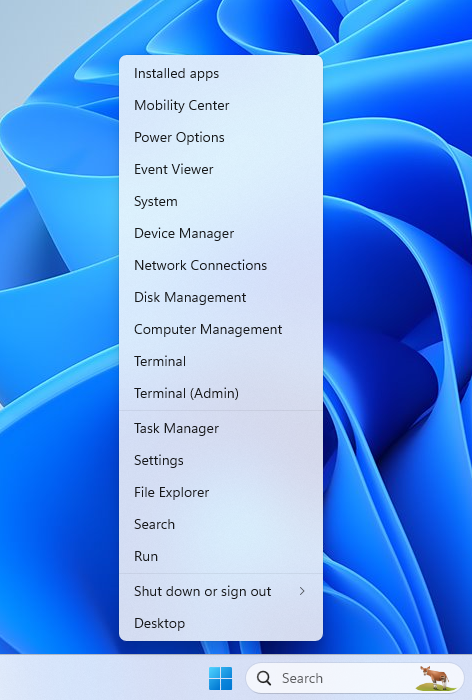 Installed apps
Mobility Center
Power Options
Event Viewer
System
Device Manager
Network Connections
Disk Management
Computer Management
Terminal
Terminal (Admin)
Task Manager
Settings
File Explorer
Search
Run
Shut down or sign out
Desktop
Search